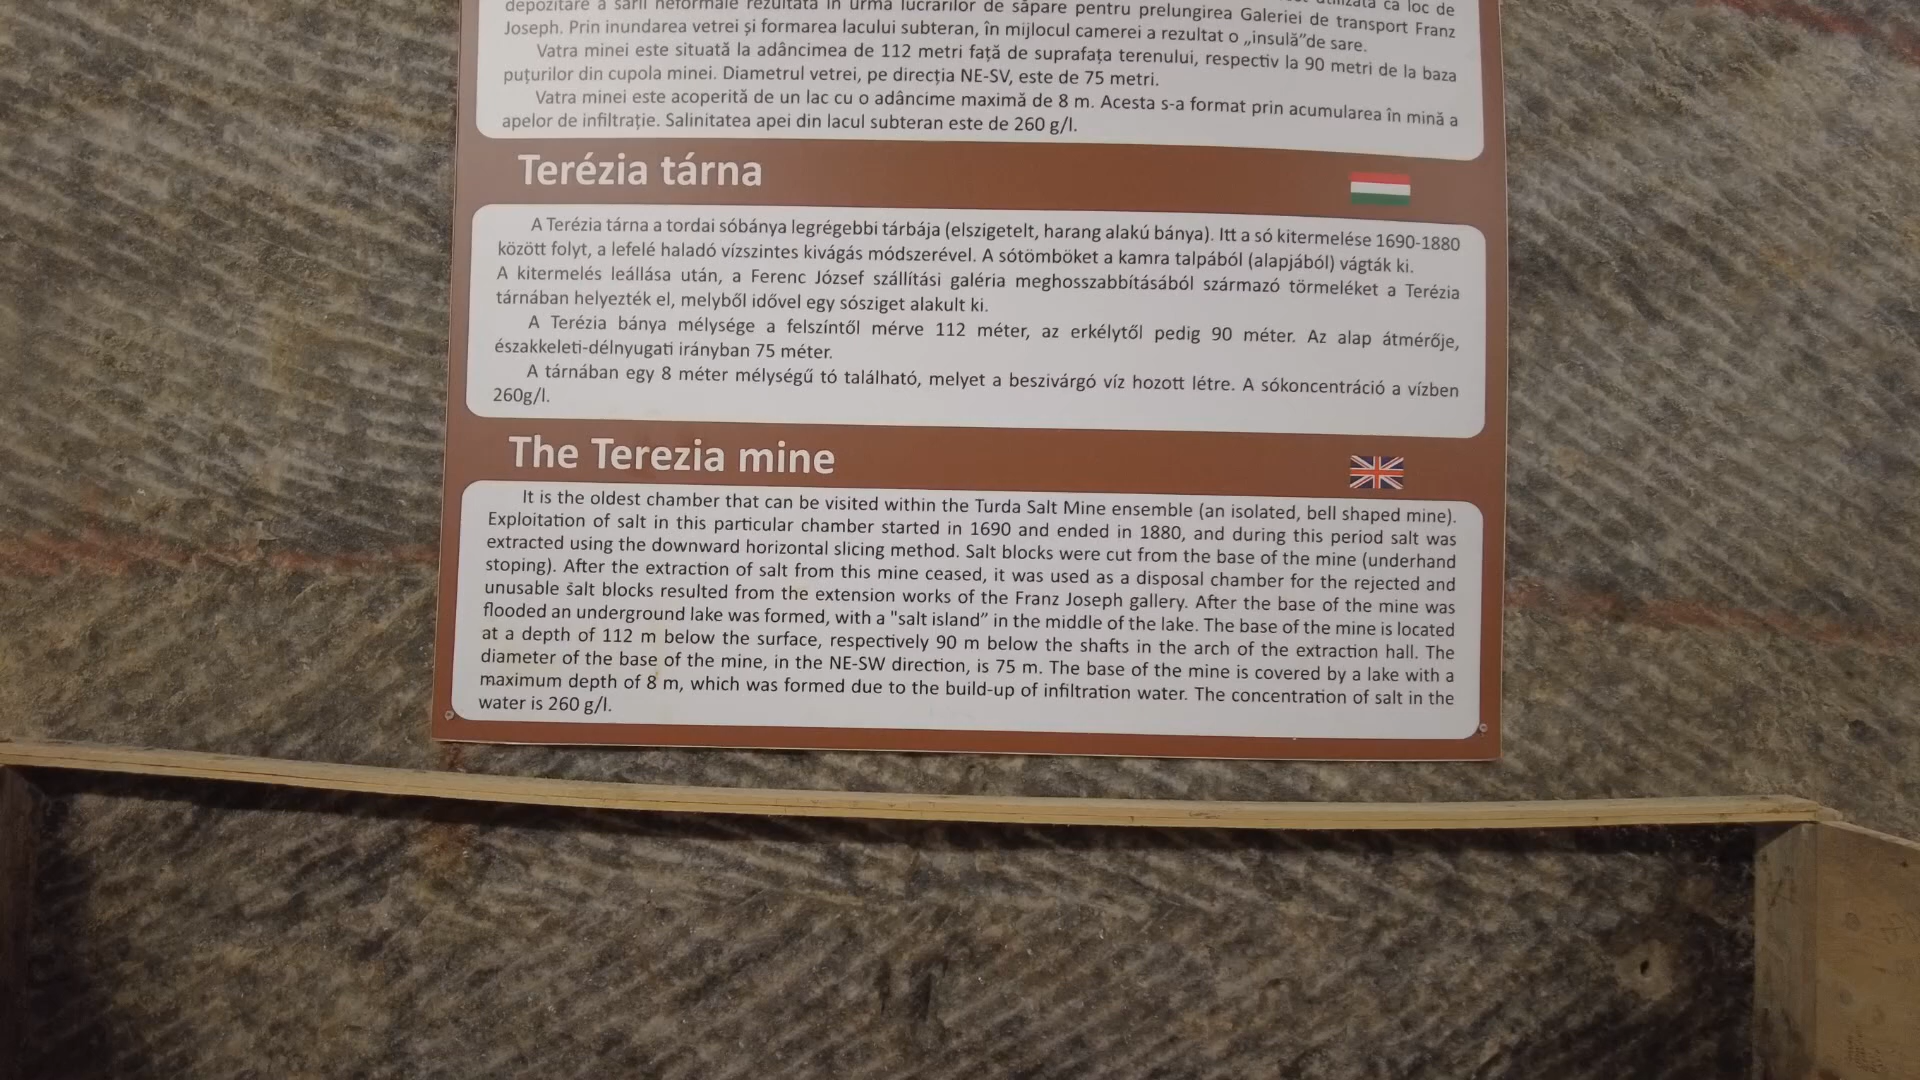 depozitare a sării neformale rezultată în urma lucrărilor de săpare pentru prelungirea Galeriei de transport Franz
Joseph. Prin inundarea vetrei și formarea lacului subteran, în mijlocul camerei a rezultat o „insulă”de sare.
Vatra minei este situată la adâncimea de 112 metri față de suprafața terenului, respectiv la 90 metri de la baza
puțurilor din cupola minei. Diametrul vetrei, pe direcția NE-SV, este de 75 metri.
Vatra minei este acoperită de un lac cu o adâncime maximă de 8 m. Acesta s-a format prin acumularea în mină a
apelor de infiltrație. Salinitatea apei din lacul subteran este de 260 g/l.
Terézia tárna
A Terézia tárna a tordai sóbánya legrégebbi tárbája (elszigetelt, harang alakú bánya). Itt a só kitermelése 1690-1880
között folyt, a lefelé haladó vízszintes kivágás módszerével. A sótömböket a kamra talpából (alapjából) vágták ki.
A kitermelés leállása után, a Ferenc József szállítási galéria meghosszabbításából származó törmeléket a Terézia
tárnában helyezték el, melyből idővel egy sósziget alakult ki.
A Terézia bánya mélysége a felszíntől mérve 112 méter, az erkélytől pedig 90 méter. Az alap átmérője,
északkeleti-délnyugati irányban 75 méter.
A tárnában egy 8 méter mélységű tó található, melyet a beszivárgó víz hozott létre. A sókoncentráció a vízben
260g/l.
The Terezia mine
It is the oldest chamber that can be visited within the Turda Salt Mine ensemble (an isolated, bell shaped mine).
Exploitation of salt in this particular chamber started in 1690 and ended in 1880, and during this period salt was
extracted using the downward horizontal slicing method. Salt blocks were cut from the base of the mine (underhand
stoping). After the extraction of salt from this mine ceased, it was used as a disposal chamber for the rejected and
unusable salt blocks resulted from the extension works of the Franz Joseph gallery. After the base of the mine was
flooded an underground lake was formed, with a "salt island” in the middle of the lake. The base of the mine is located
at a depth of 112 m below the surface, respectively 90 m below the shafts in the arch of the extraction hall. The
diameter of the base of the mine, in the NE-SW direction, is 75 m. The base of the mine is covered by a lake with a
maximum depth of 8 m, which was formed due to the build-up of infiltration water. The concentration of salt in the
water is 260 g/l.